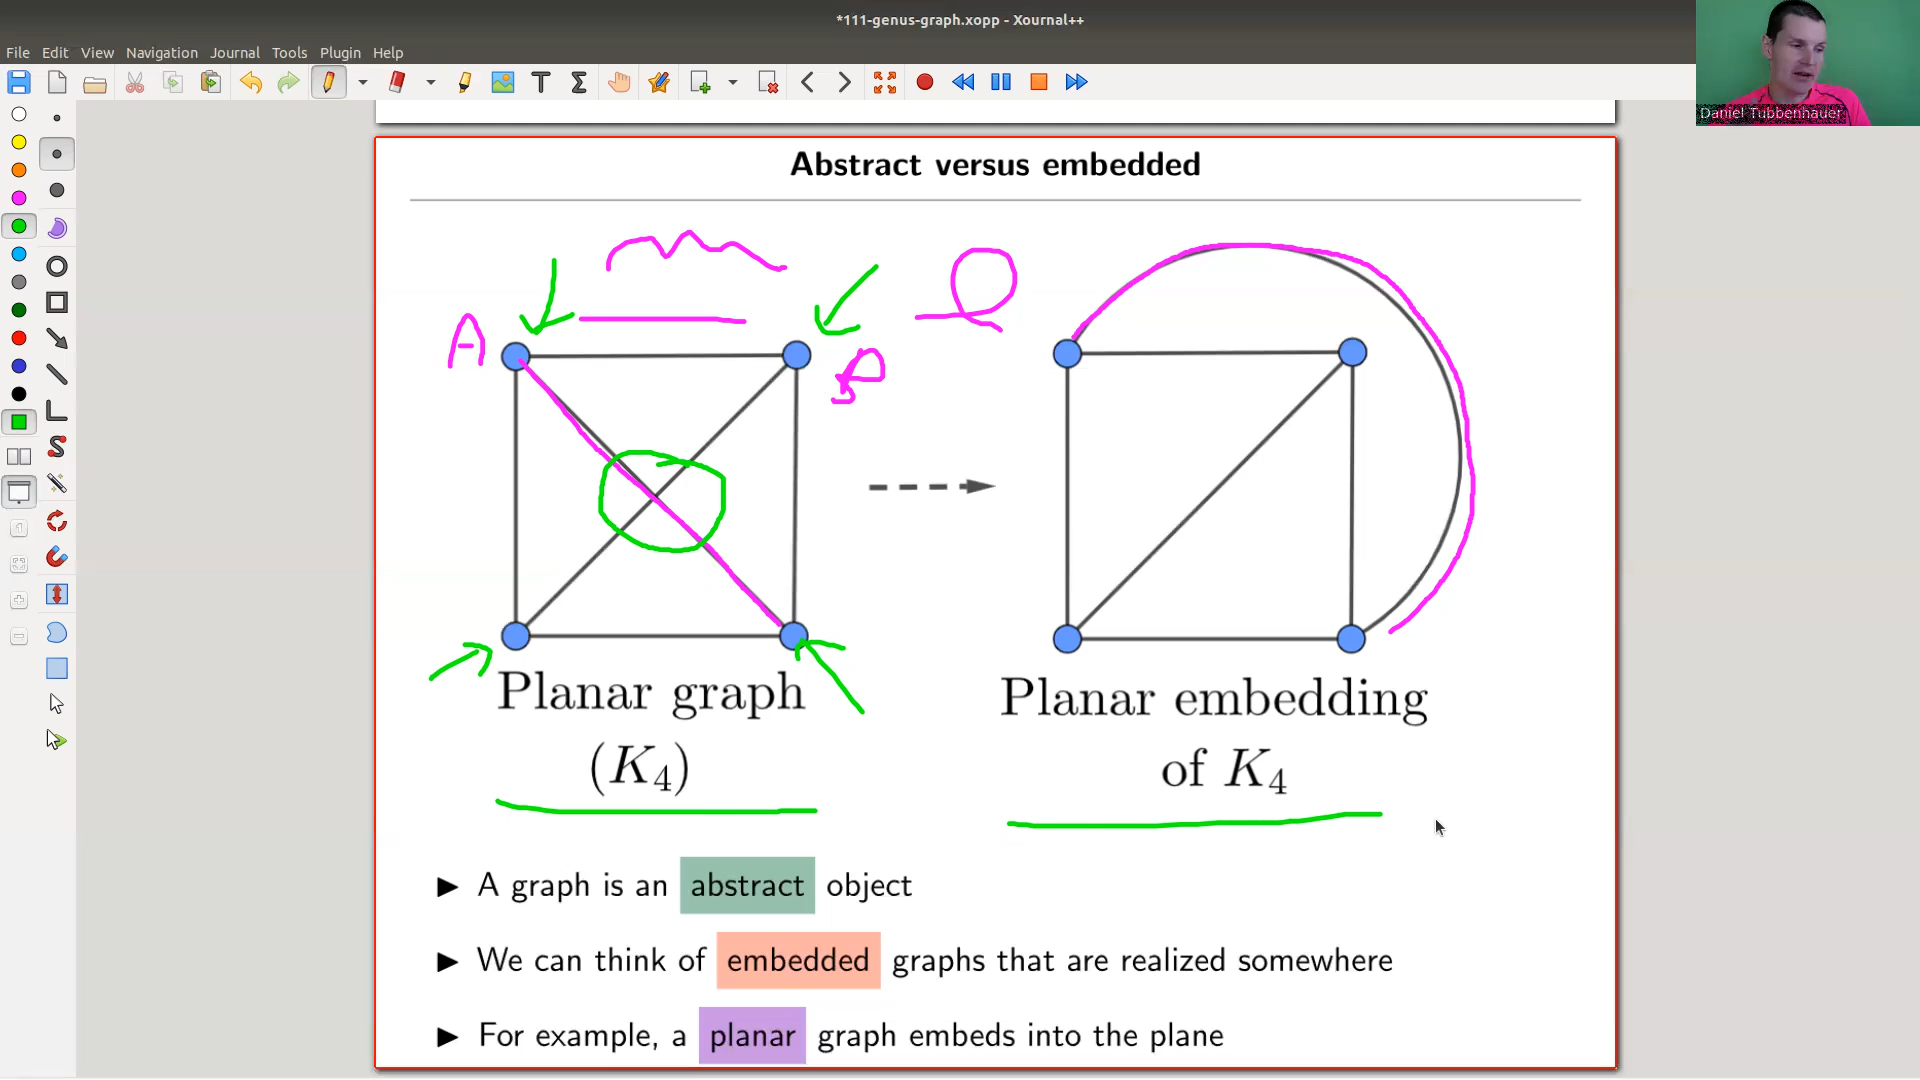 *111-genus-graph.xopp - Xournal++
File Edit View Navigation Journal Tools Plugin Help
Daniel Tubbenhauer
Abstract versus embedded
A
B
Planar graph
(K₄)
Planar embedding
of K₄
▶ A graph is an abstract object
▶ We can think of embedded graphs that are realized somewhere
▶ For example, a planar graph embeds into the plane